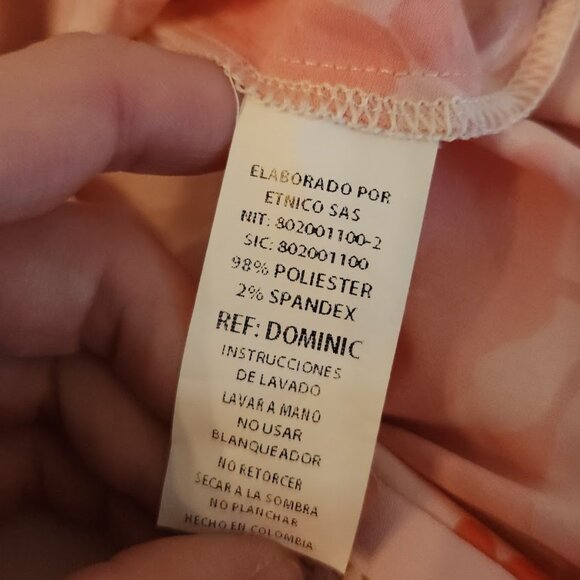 ELABORADO POR
ETNICO SAS
NIT: 802001100-2
SIC: 802001100
98% POLIESTER
2% SPANDEX
REF: DOMINIC
INSTRUCCIONES
DE LAVADO
LAVAR A MANO
NO USAR
BLANQUEADOR
NO RETORCER
SECAR A LA SOMBRA
NO PLANCHAR
HECHO EN COLOMBIA